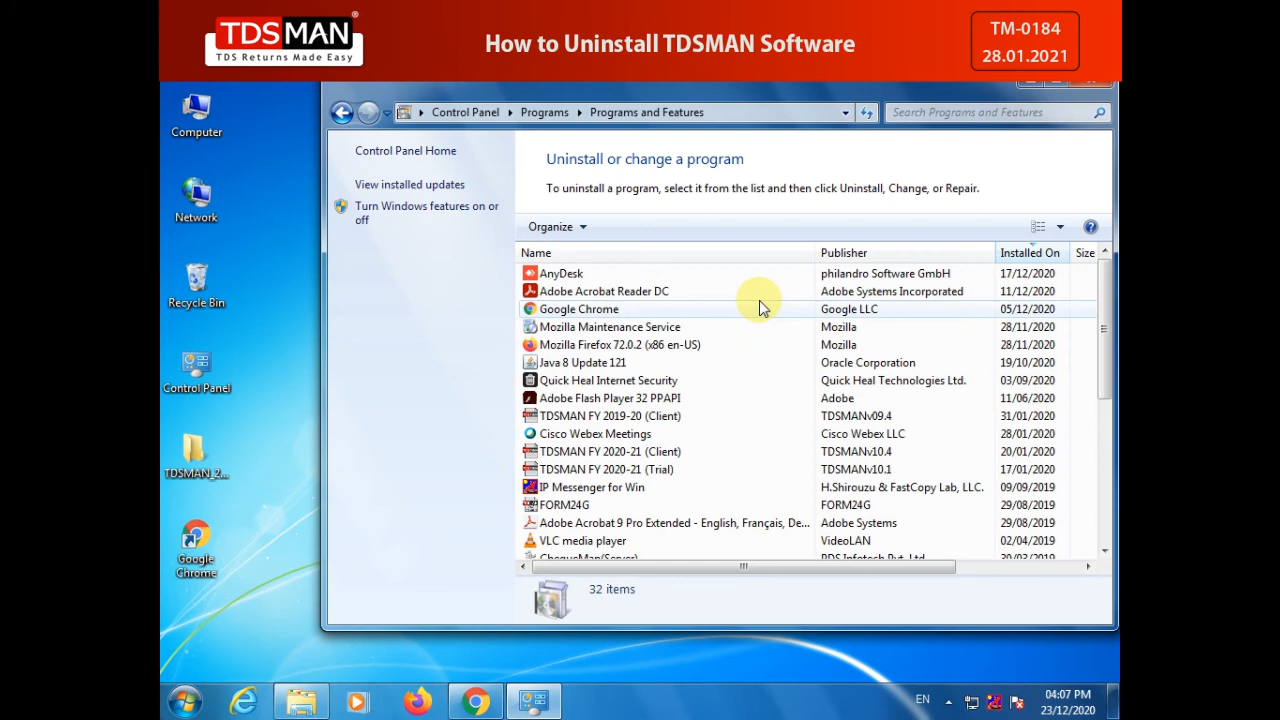 TDSMAN®
TDS Returns Made Easy
How to Uninstall TDSMAN Software
TM-0184
28.01.2021
Computer
Network
Recycle Bin
Control Panel
TDSMAN_2...
Google
Chrome
Control Panel Programs Programs and Features
Search Programs and Features
Control Panel Home
View installed updates
Turn Windows features on or
off
Uninstall or change a program
To uninstall a program, select it from the list and then click Uninstall, Change, or Repair.
Organize
Name Publisher Installed On Size
AnyDesk philandro Software GmbH 17/12/2020
Adobe Acrobat Reader DC Adobe Systems Incorporated 11/12/2020
Google Chrome Google LLC 05/12/2020
Mozilla Maintenance Service Mozilla 28/11/2020
Mozilla Firefox 72.0.2 (x86 en-US) Mozilla 28/11/2020
Java 8 Update 121 Oracle Corporation 19/10/2020
Quick Heal Internet Security Quick Heal Technologies Ltd. 03/09/2020
Adobe Flash Player 32 PPAPI Adobe 11/06/2020
TDSMAN FY 2019-20 (Client) TDSMANv09.4 31/01/2020
Cisco Webex Meetings Cisco Webex LLC 28/01/2020
TDSMAN FY 2020-21 (Client) TDSMANv10.4 20/01/2020
TDSMAN FY 2020-21 (Trial) TDSMANv10.1 17/01/2020
IP Messenger for Win H.Shirouzu & FastCopy Lab, LLC. 09/09/2019
FORM24G FORM24G 29/08/2019
Adobe Acrobat 9 Pro Extended - English, Français, De... Adobe Systems 29/08/2019
VLC media player VideoLAN 02/04/2019
ChequeMan(Server) PDS Infotech Pvt. Ltd. 30/03/2019
32 items
EN
04:07 PM
23/12/2020